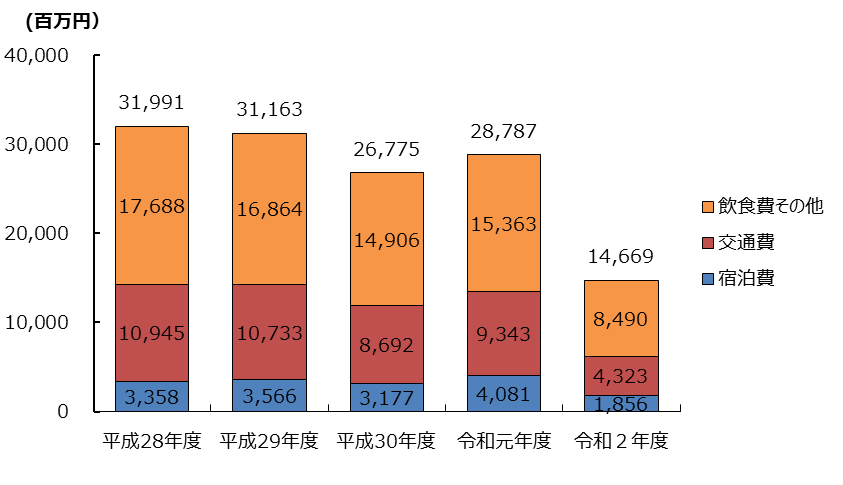 (百万円)
40,000
30,000
20,000
10,000
0
31,991
31,163
26,775
28,787
14,669
17,688
16,864
14,906
15,363
8,490
10,945
10,733
8,692
9,343
4,323
3,358
3,566
3,177
4,081
1,856
平成28年度
平成29年度
平成30年度
令和元年度
令和２年度
飲食費その他
交通費
宿泊費